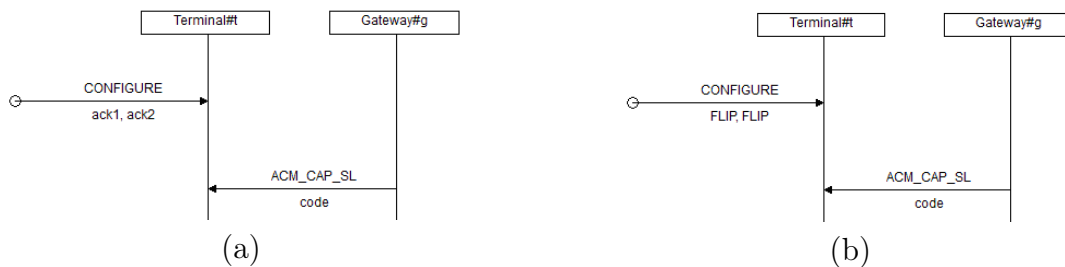 Terminal#t
Gateway#g
CONFIGURE
ack1, ack2
ACM_CAP_SL
code
(a)
Terminal#t
Gateway#g
CONFIGURE
FLIP, FLIP
ACM_CAP_SL
code
(b)